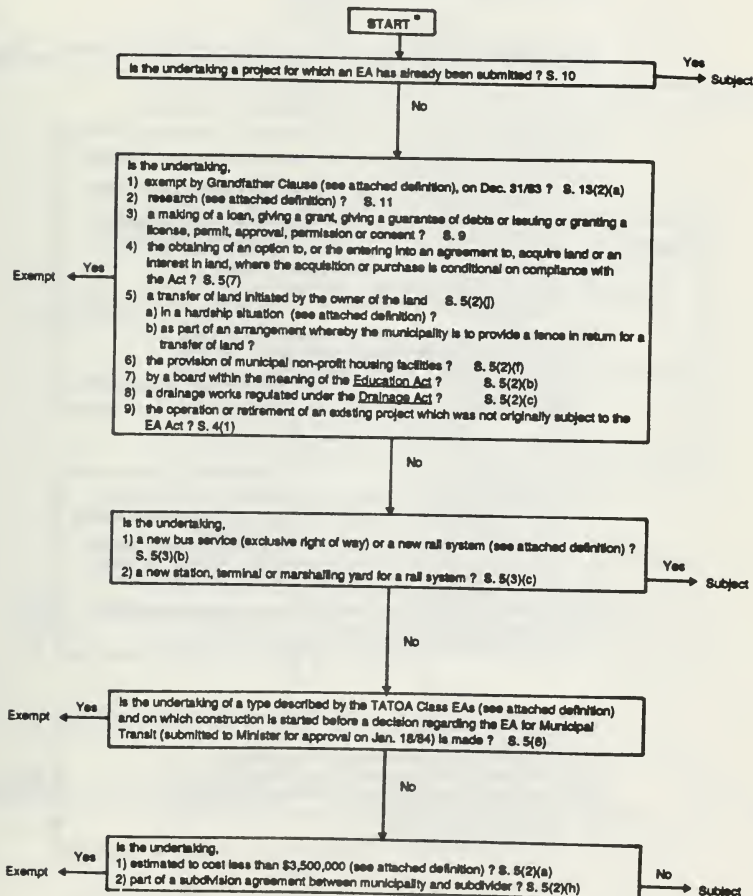 START *
Is the undertaking a project for which an EA has already been submitted ? S. 10
Yes
Subject
No
Is the undertaking,
1) exempt by Grandfather Clause (see attached definition), on Dec. 31/83 ? S. 13(2)(a)
2) research (see attached definition) ? S. 11
3) a making of a loan, giving a grant, giving a guarantee of debts or issuing or granting a
license, permit, approval, permission or consent ? S. 9
4) the obtaining of an option to, or the entering into an agreement to, acquire land or an
interest in land, where the acquisition or purchase is conditional on compliance with
the Act ? S. 5(7)
5) a transfer of land initiated by the owner of the land S. 5(2)(j)
a) in a hardship situation (see attached definition) ?
b) as part of an arrangement whereby the municipality is to provide a fence in return for a
transfer of land ?
6) the provision of municipal non-profit housing facilities ? S. 5(2)(f)
7) by a board within the meaning of the Education Act ? S. 5(2)(b)
8) a drainage works regulated under the Drainage Act ? S. 5(2)(c)
9) the operation or retirement of an existing project which was not originally subject to the
EA Act ? S. 4(1)
Yes
Exempt
No
Is the undertaking,
1) a new bus service (exclusive right of way) or a new rail system (see attached definition) ?
S. 5(3)(b)
2) a new station, terminal or marshalling yard for a rail system ? S. 5(3)(c)
Yes
Subject
No
Is the undertaking of a type described by the TATOA Class EAs (see attached definition)
and on which construction is started before a decision regarding the EA for Municipal
Transit (submitted to Minister for approval on Jan. 18/84) is made ? S. 5(6)
Yes
Exempt
No
Is the undertaking,
1) estimated to cost less than $3,500,000 (see attached definition) ? S. 5(2)(a)
2) part of a subdivision agreement between municipality and subdivider ? S. 5(2)(h)
Yes
Exempt
No
Subject